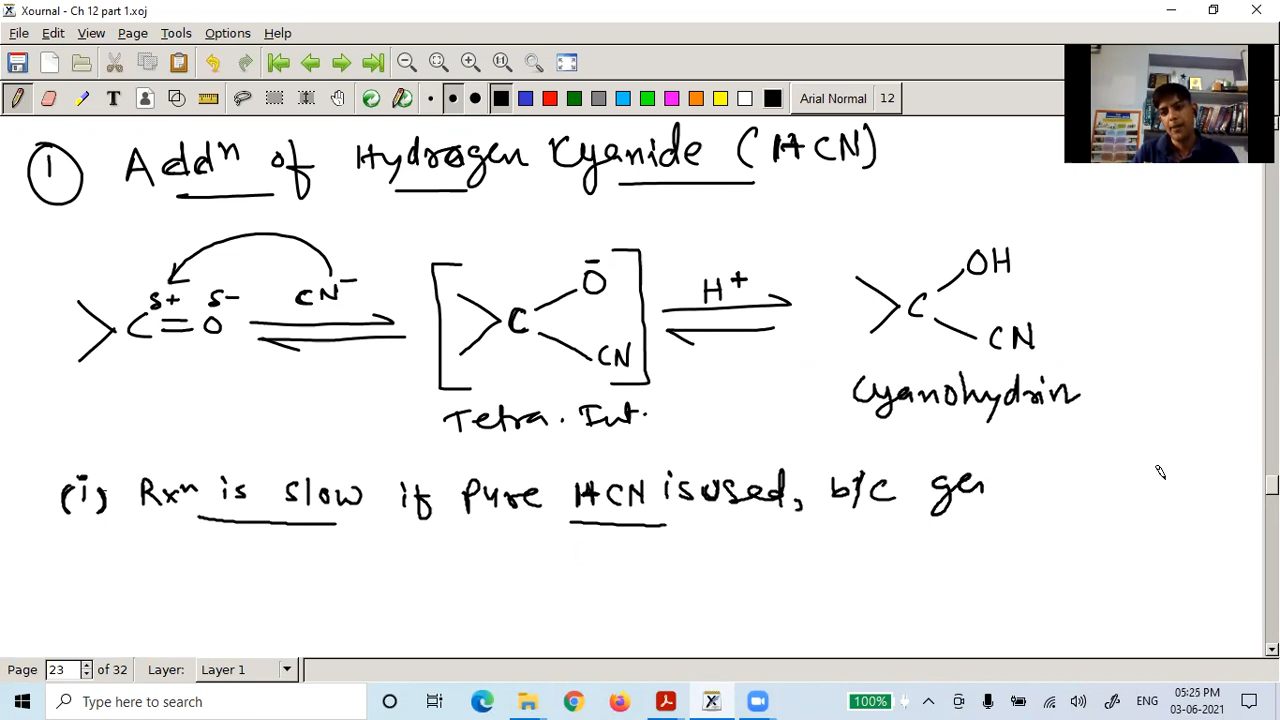 Xournal - Ch 12 part 1.xoj
File Edit View Page Tools Options Help
Arial Normal 12
① Addⁿ of Hydrogen Cyanide (HCN)
C δ+ = O δ- CN⁻ ⇌ [ C O⁻ CN ] H⁺ ⇌ C OH CN
Tetra. Int. Cyanohydrin
(i) Rxⁿ is slow if pure HCN is used, b/c gen
Page 23 of 32 Layer: Layer 1
Type here to search
100%
05:25 PM
03-06-2021